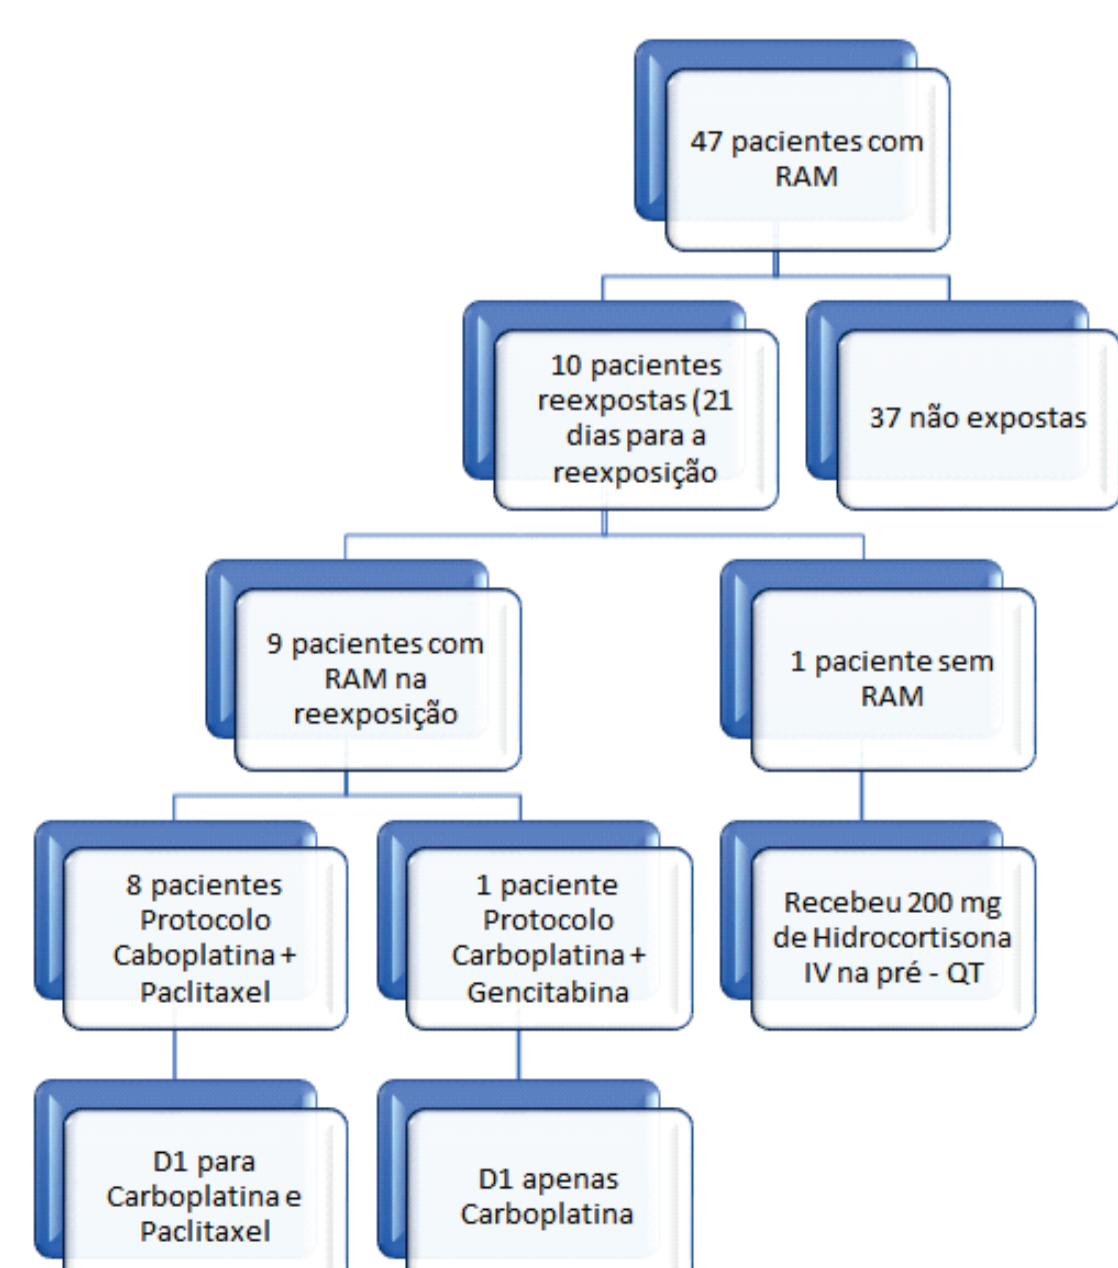 47 pacientes com
RAM
10 pacientes
reexpostas (21
dias para a
reexposição
37 não expostas
9 pacientes com
RAM na
reexposição
1 paciente sem
RAM
8 pacientes
Protocolo
Caboplatina +
Paclitaxel
1 paciente
Protocolo
Carboplatina +
Gencitabina
Recebeu 200 mg
de Hidrocortisona
IV na pré - QT
D1 para
Carboplatina e
Paclitaxel
D1 apenas
Carboplatina